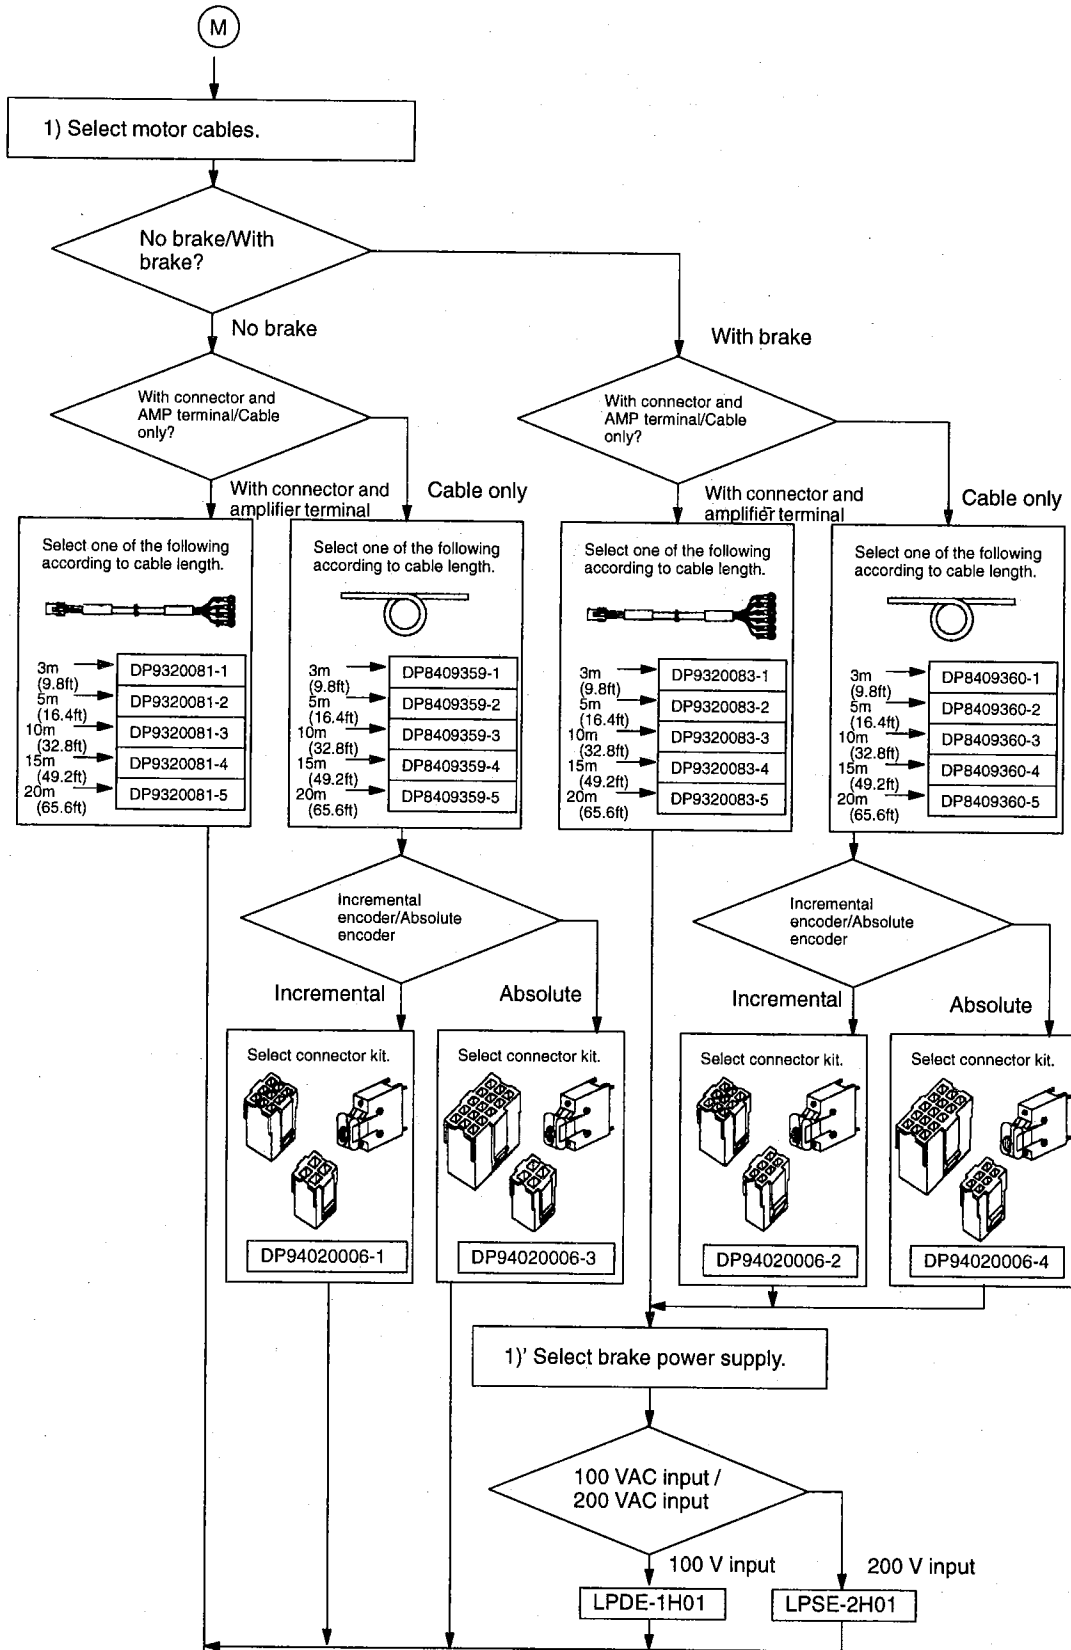 M
1) Select motor cables.
No brake/With
brake?
No brake
With brake
With connector and
AMP terminal/Cable
only?
With connector and
AMP terminal/Cable
only?
With connector and
amplifier terminal
Cable only
With connector and
amplifier terminal
Cable only
Select one of the following
according to cable length.
3m
(9.8ft)
DP9320081-1
5m
(16.4ft)
DP9320081-2
10m
(32.8ft)
DP9320081-3
15m
(49.2ft)
DP9320081-4
20m
(65.6ft)
DP9320081-5
Select one of the following
according to cable length.
3m
(9.8ft)
DP8409359-1
5m
(16.4ft)
DP8409359-2
10m
(32.8ft)
DP8409359-3
15m
(49.2ft)
DP8409359-4
20m
(65.6ft)
DP8409359-5
Select one of the following
according to cable length.
3m
(9.8ft)
DP9320083-1
5m
(16.4ft)
DP9320083-2
10m
(32.8ft)
DP9320083-3
15m
(49.2ft)
DP9320083-4
20m
(65.6ft)
DP9320083-5
Select one of the following
according to cable length.
3m
(9.8ft)
DP8409360-1
5m
(16.4ft)
DP8409360-2
10m
(32.8ft)
DP8409360-3
15m
(49.2ft)
DP8409360-4
20m
(65.6ft)
DP8409360-5
Incremental
encoder/Absolute
encoder
Incremental
encoder/Absolute
encoder
Incremental
Absolute
Incremental
Absolute
Select connector kit.
DP94020006-1
Select connector kit.
DP94020006-3
Select connector kit.
DP94020006-2
Select connector kit.
DP94020006-4
1)' Select brake power supply.
100 VAC input /
200 VAC input
100 V input
200 V input
LPDE-1H01
LPSE-2H01